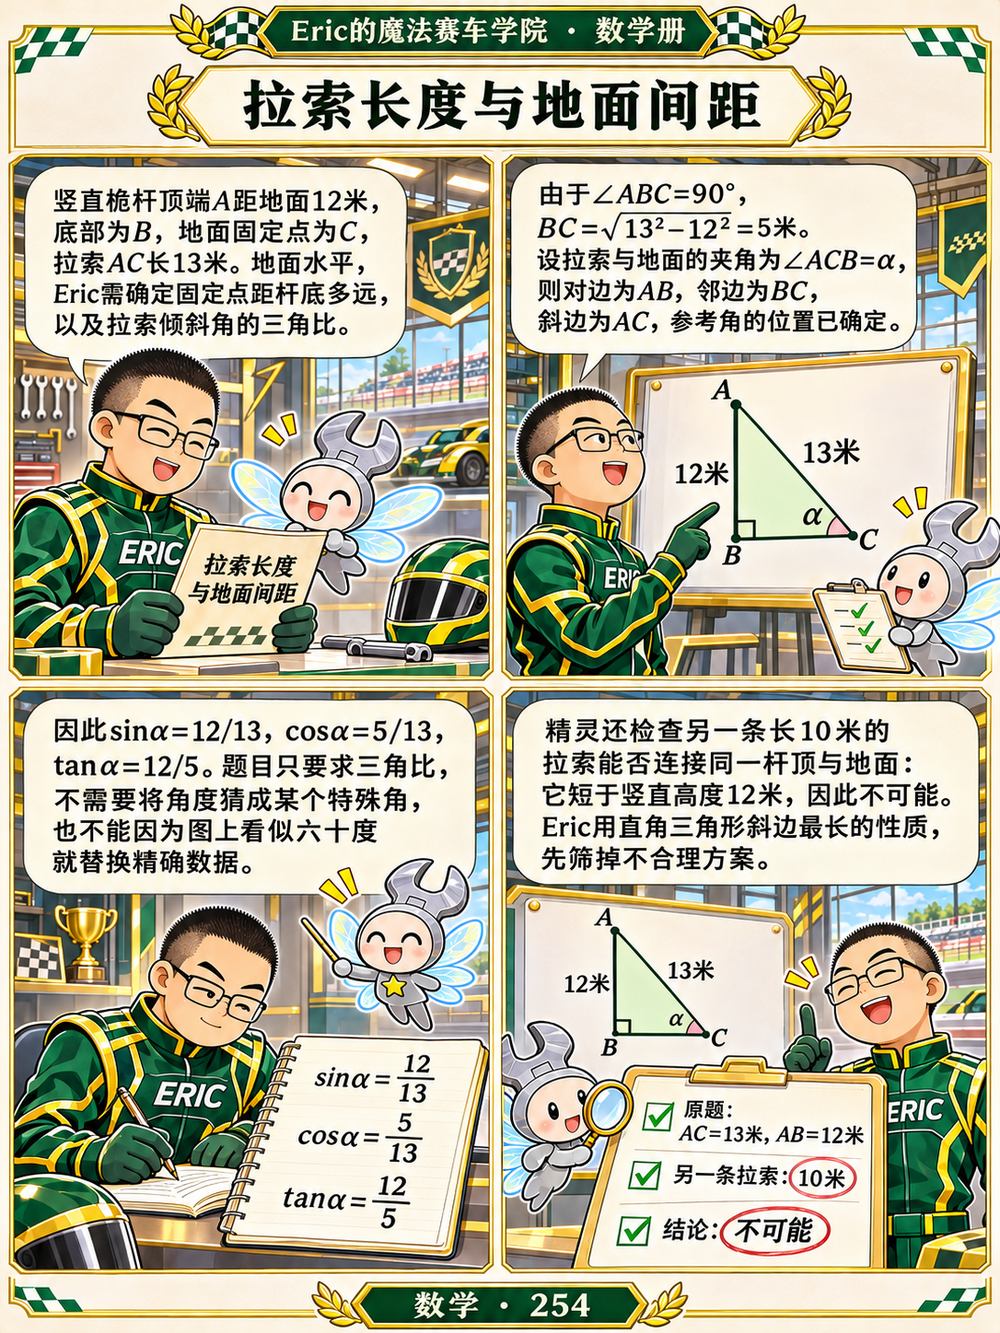 Eric的魔法赛车学院 · 数学册
拉索长度与地面间距
竖直桅杆顶端A距地面12米，
底部为B，地面固定点为C，
拉索AC长13米。地面水平，
Eric需确定固定点距杆底多远，
以及拉索倾斜角的三角比。
ERIC
拉索长度
与地面间距
由于∠ABC=90°，
BC=√13²−12²=5米。
设拉索与地面的夹角为∠ACB=α，
则对边为AB，邻边为BC，
斜边为AC，参考角的位置已确定。
A
12米
13米
α
B
C
ERIC
因此sinα=12/13，cosα=5/13，
tanα=12/5。题目只要求三角比，
不需要将角度猜成某个特殊角，
也不能因为图上看似六十度
就替换精确数据。
ERIC
sinα=12/13
cosα=5/13
tanα=12/5
精灵还检查另一条长10米的
拉索能否连接同一杆顶与地面：
它短于竖直高度12米，因此不可能。
Eric用直角三角形斜边最长的性质，
先筛掉不合理方案。
A
12米
13米
α
B
C
ERIC
原题：
AC=13米，AB=12米
另一条拉索：10米
结论：不可能
数学 · 254